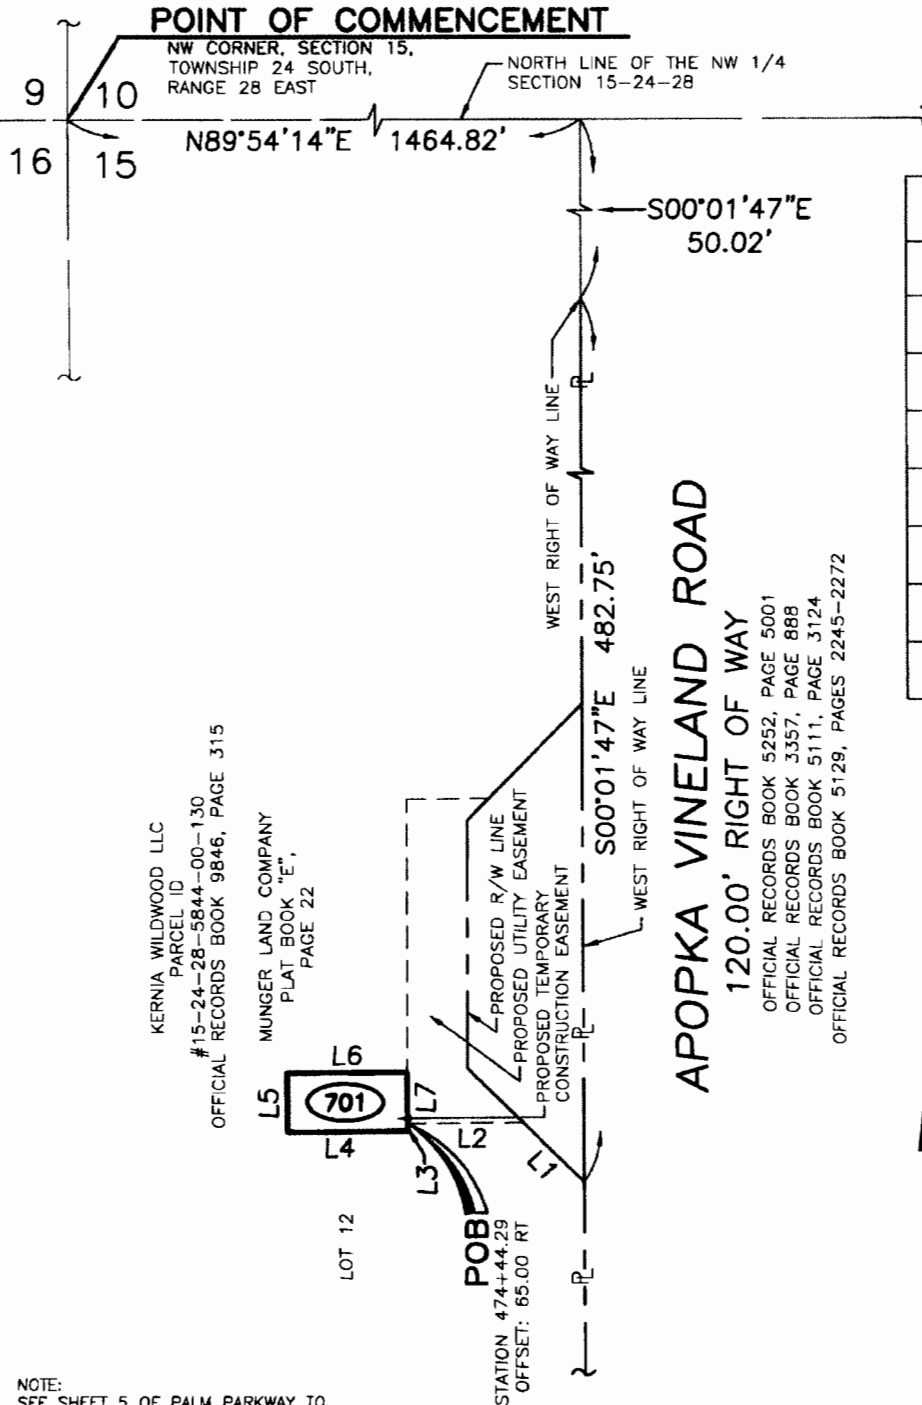 POINT OF COMMENCEMENT
NW CORNER, SECTION 15,
TOWNSHIP 24 SOUTH,
RANGE 28 EAST
NORTH LINE OF THE NW 1/4
SECTION 15-24-28
9
10
16
15
N89°54'14"E 1464.82'
S00°01'47"E
50.02'
WEST RIGHT OF WAY LINE
PL
S00°01'47"E 482.75'
WEST RIGHT OF WAY LINE
APOPKA VINELAND ROAD
120.00' RIGHT OF WAY
OFFICIAL RECORDS BOOK 5252, PAGE 5001
OFFICIAL RECORDS BOOK 3357, PAGE 888
OFFICIAL RECORDS BOOK 5111, PAGE 3124
OFFICIAL RECORDS BOOK 5129, PAGES 2245-2272
KERNIA WILDWOOD LLC
PARCEL ID
#15-24-28-5844-00-130
OFFICIAL RECORDS BOOK 9846, PAGE 315
MUNGER LAND COMPANY
PLAT BOOK "E",
PAGE 22
PROPOSED R/W LINE
PROPOSED UTILITY EASEMENT
PROPOSED TEMPORARY
CONSTRUCTION EASEMENT
PL
L6
L5
701
L7
L4
L3
L2
L1
LOT 12
POB
STATION 474+44.29
OFFSET: 65.00 RT
PL
NOTE:
SEE SHEET 5 OF PALM PARKWAY TO